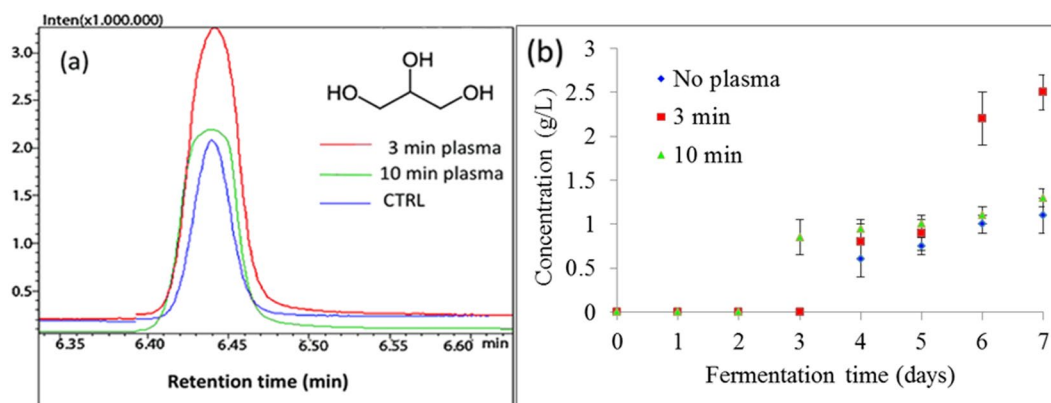 Inten(x1.000.000)
(a)
3.0
2.5
2.0
1.5
1.0
0.5
OH
HO
OH
3 min plasma
10 min plasma
CTRL
6.35 6.40 6.45 6.50 6.55 6.60 min
Retention time (min)
(b)
3
2.5
2
1.5
1
0.5
0
Concentration (g/L)
No plasma
3 min
10 min
0 1 2 3 4 5 6 7
Fermentation time (days)